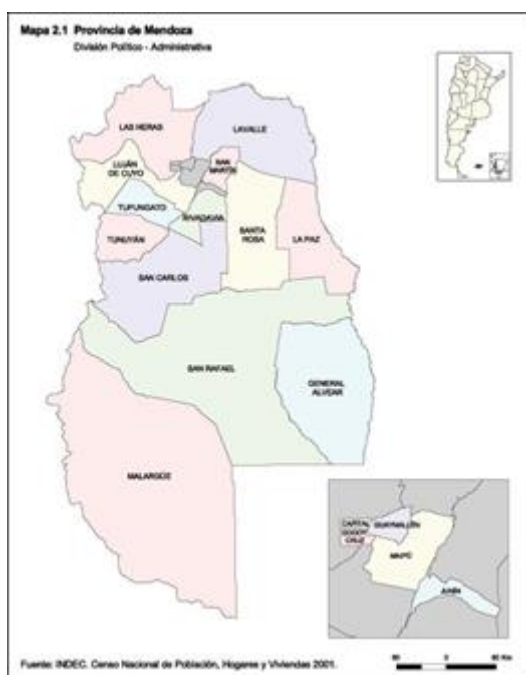 Mapa 2.1 Provincia de Mendoza
División Político - Administrativa
LAS HERAS
LAVALLE
LUJÁN
DE CUYO
SAN
MARTÍN
TUPUNGATO
RIVADAVIA
SANTA
ROSA
LA PAZ
TUNUYÁN
SAN CARLOS
SAN RAFAEL
GENERAL
ALVEAR
MALARGÜE
CAPITAL
GUAYMALLÉN
GODOY
CRUZ
MAIPÚ
JUNÍN
Fuente: INDEC. Censo Nacional de Población, Hogares y Viviendas 2001.